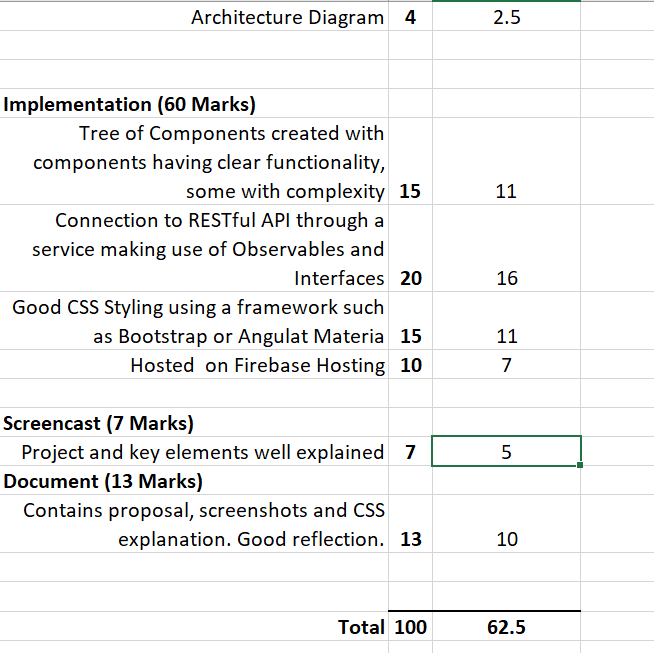 Architecture Diagram 4 2.5
Implementation (60 Marks)
Tree of Components created with
components having clear functionality,
some with complexity 15 11
Connection to RESTful API through a
service making use of Observables and
Interfaces 20 16
Good CSS Styling using a framework such
as Bootstrap or Angulat Materia 15 11
Hosted on Firebase Hosting 10 7
Screencast (7 Marks)
Project and key elements well explained 7 5
Document (13 Marks)
Contains proposal, screenshots and CSS
explanation. Good reflection. 13 10
Total 100 62.5